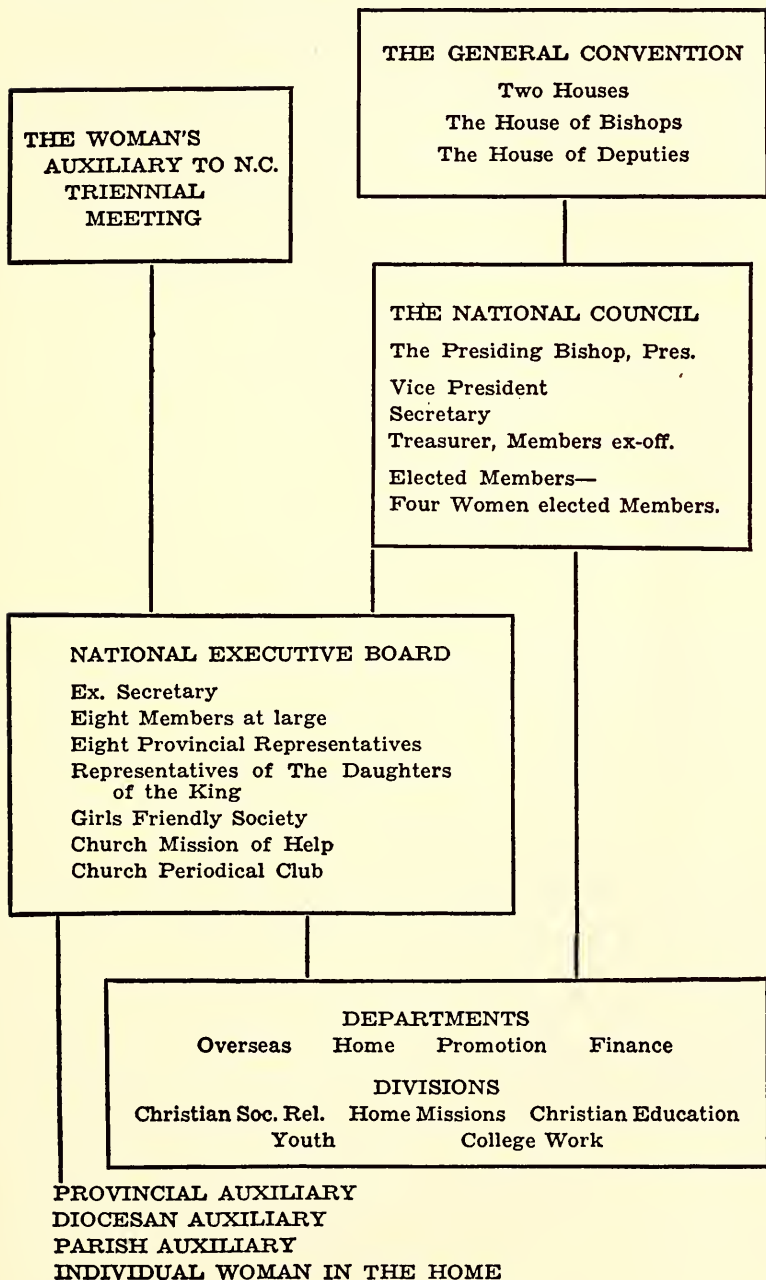 THE GENERAL CONVENTION
Two Houses
The House of Bishops
The House of Deputies
THE WOMAN'S
AUXILIARY TO N.C.
TRIENNIAL
MEETING
THE NATIONAL COUNCIL
The Presiding Bishop, Pres.
Vice President
Secretary
Treasurer, Members ex-off.
Elected Members—
Four Women elected Members.
NATIONAL EXECUTIVE BOARD
Ex. Secretary
Eight Members at large
Eight Provincial Representatives
Representatives of The Daughters
of the King
Girls Friendly Society
Church Mission of Help
Church Periodical Club
DEPARTMENTS
Overseas Home Promotion Finance
DIVISIONS
Christian Soc. Rel. Home Missions Christian Education
Youth College Work
PROVINCIAL AUXILIARY
DIOCESAN AUXILIARY
PARISH AUXILIARY
INDIVIDUAL WOMAN IN THE HOME